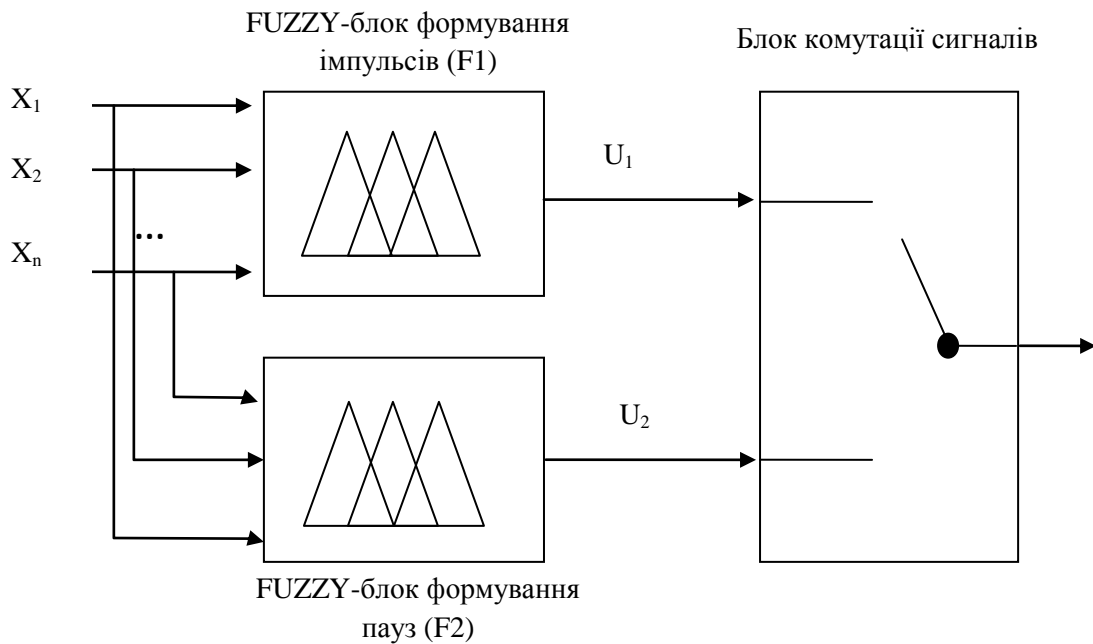 FUZZY-блок формування
імпульсів (F1)
Блок комутації сигналів
X₁
X₂
...
Xₙ
U₁
U₂
FUZZY-блок формування
пауз (F2)